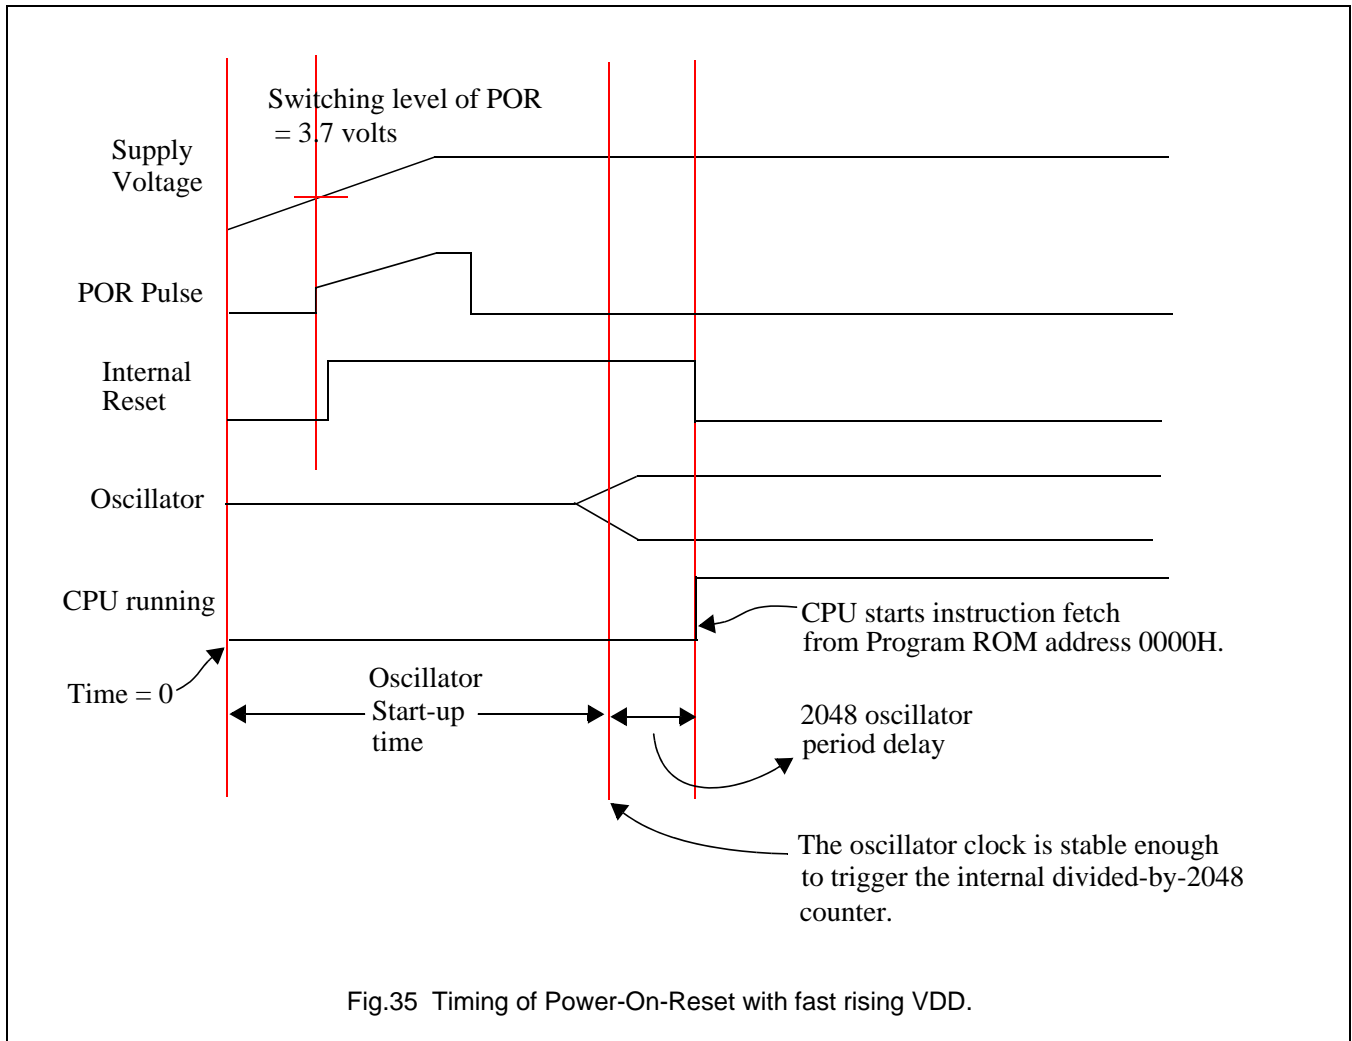 Switching level of POR
= 3.7 volts
Supply
Voltage
POR Pulse
Internal
Reset
Oscillator
CPU running
CPU starts instruction fetch
from Program ROM address 0000H.
Time = 0
Oscillator
Start-up
time
2048 oscillator
period delay
The oscillator clock is stable enough
to trigger the internal divided-by-2048
counter.
Fig.35 Timing of Power-On-Reset with fast rising VDD.